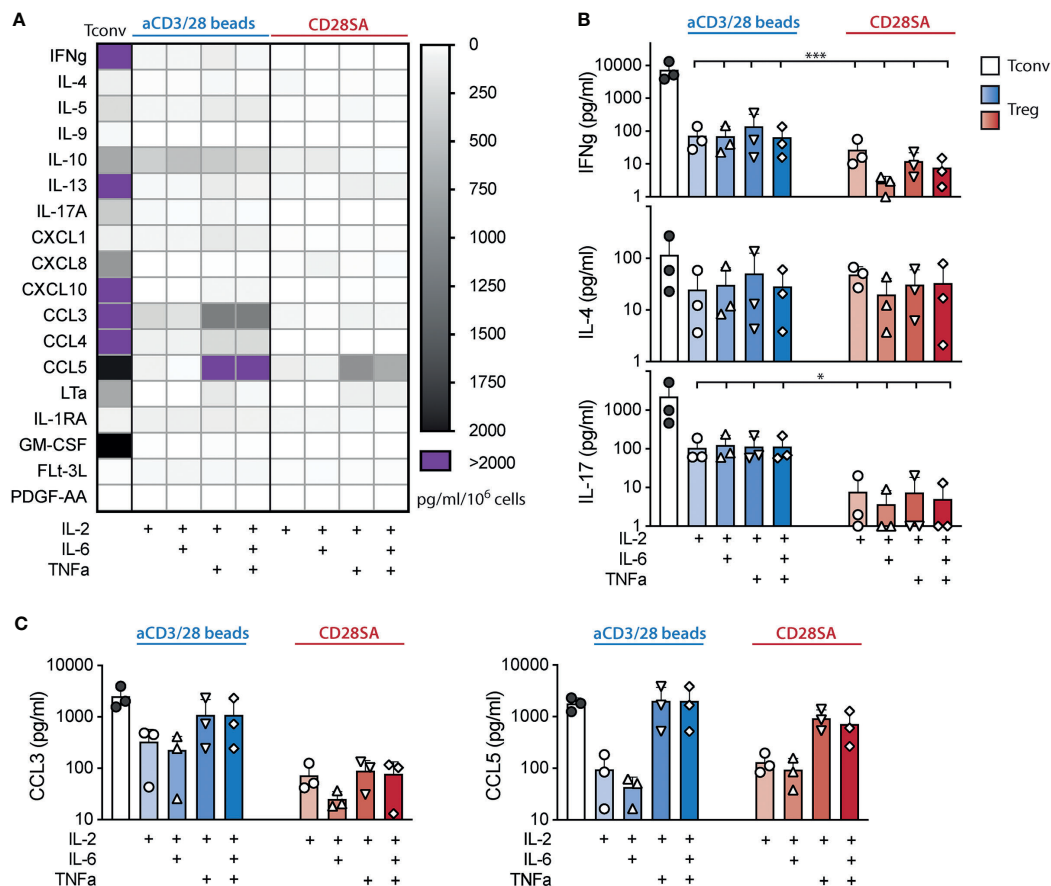 A
aCD3/28 beads
CD28SA
Tconv
IFNg
IL-4
IL-5
IL-9
IL-10
IL-13
IL-17A
CXCL1
CXCL8
CXCL10
CCL3
CCL4
CCL5
LTa
IL-1RA
GM-CSF
FLt-3L
PDGF-AA
0
250
500
750
1000
1250
1500
1750
2000
>2000
pg/ml/10⁶ cells
IL-2 + + + + + + + +
IL-6 + + + +
TNFa + + + +
B
aCD3/28 beads
CD28SA
Tconv
Treg
IFNg (pg/ml)
10000
1000
100
10
1
***
IL-4 (pg/ml)
100
10
1
IL-17 (pg/ml)
1000
100
10
1
*
IL-2 + + + + + + + +
IL-6 + + + +
TNFa + + + +
C
aCD3/28 beads
CD28SA
CCL3 (pg/ml)
10000
1000
100
10
IL-2 + + + + + + + +
IL-6 + + + +
TNFa + + + +
aCD3/28 beads
CD28SA
CCL5 (pg/ml)
10000
1000
100
10
IL-2 + + + + + + + +
IL-6 + + + +
TNFa + + + +